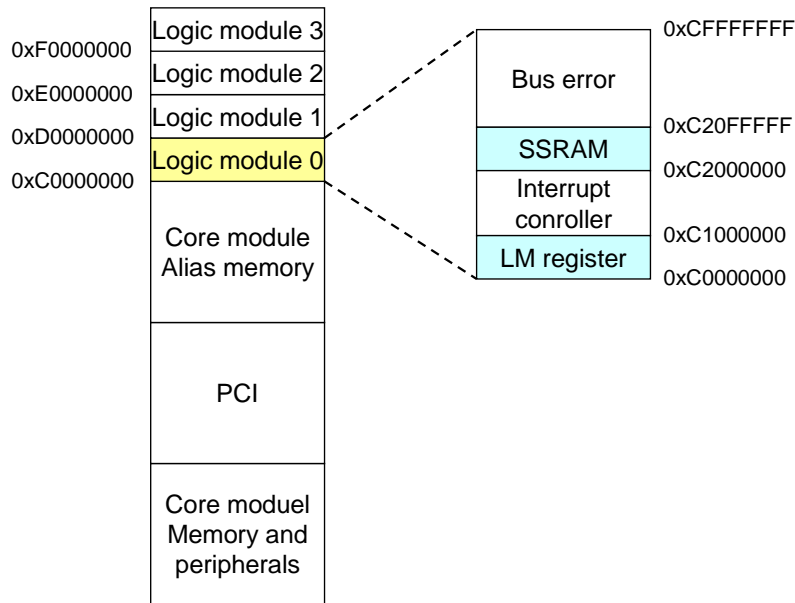 Logic module 3
0xF0000000
Logic module 2
0xE0000000
Logic module 1
0xD0000000
Logic module 0
0xC0000000
Core module
Alias memory
PCI
Core moduel
Memory and
peripherals
0xCFFFFFFF
Bus error
0xC20FFFFF
SSRAM
0xC2000000
Interrupt
conroller
0xC1000000
LM register
0xC0000000